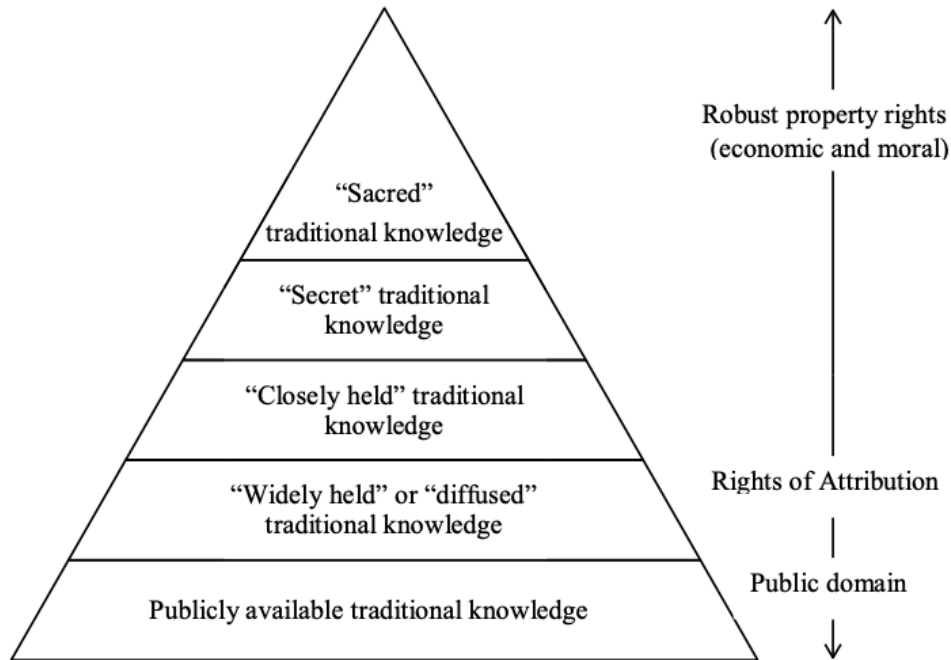 Robust property rights
(economic and moral)
“Sacred”
traditional knowledge
“Secret” traditional
knowledge
“Closely held” traditional
knowledge
“Widely held” or “diffused”
traditional knowledge
Rights of Attribution
Publicly available traditional knowledge
Public domain